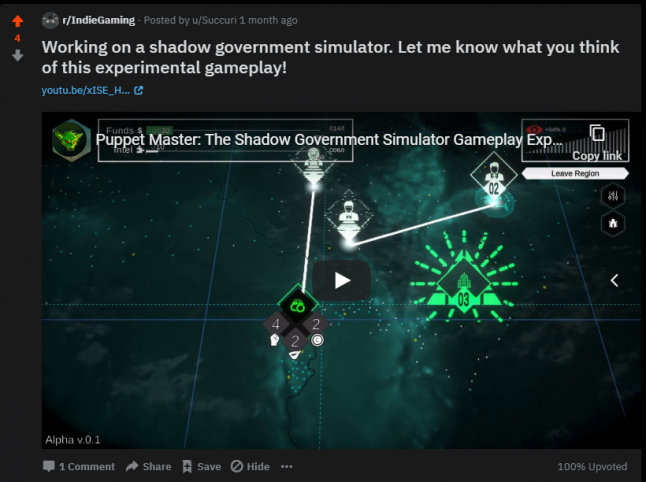 r/IndieGaming · Posted by u/Succuri 1 month ago
4
Working on a shadow government simulator. Let me know what you think
of this experimental gameplay!
youtu.be/xISE_H...
Funds $
Puppet Master: The Shadow Government Simulator Gameplay Exp...
Intel
Copy link
Leave Region
02
03
4 2
2
Alpha v.0.1
1 Comment Share Save Hide ... 100% Upvoted